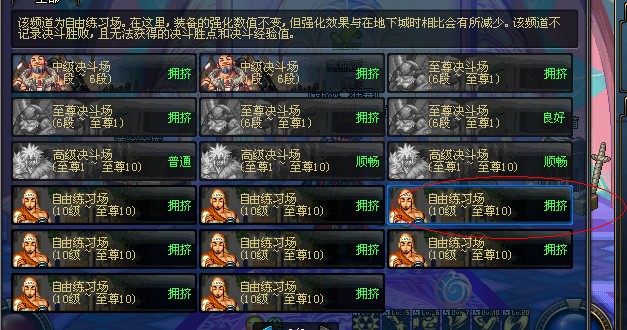 该频道为自由练习场。在这里，装备的强化数值不变，但强化效果与在地下城时相比会有所减少。该频道不
记录决斗胜败，且无法获得的决斗胜点和决斗经验值。
中级决斗场 中级决斗场 至尊决斗场
(1段 ~ 6段) 拥挤 (1段 ~ 6段) 拥挤 (6段 ~ 至尊1) 拥挤
至尊决斗场 至尊决斗场 至尊决斗场
(6段 ~ 至尊1) 拥挤 (6段 ~ 至尊1) 拥挤 (6段 ~ 至尊1) 良好
高级决斗场 高级决斗场 高级决斗场
(至尊1 ~ 至尊10) 普通 (至尊1 ~ 至尊10) 顺畅 (至尊1 ~ 至尊10) 顺畅
自由练习场 自由练习场 自由练习场
(10级 ~ 至尊10) 拥挤 (10级 ~ 至尊10) 拥挤 (10级 ~ 至尊10) 拥挤
自由练习场 自由练习场 自由练习场
(10级 ~ 至尊10) 拥挤 (10级 ~ 至尊10) 拥挤 (10级 ~ 至尊10) 拥挤
自由练习场 自由练习场
(10级 ~ 至尊10) 拥挤 (10级 ~ 至尊10) 拥挤